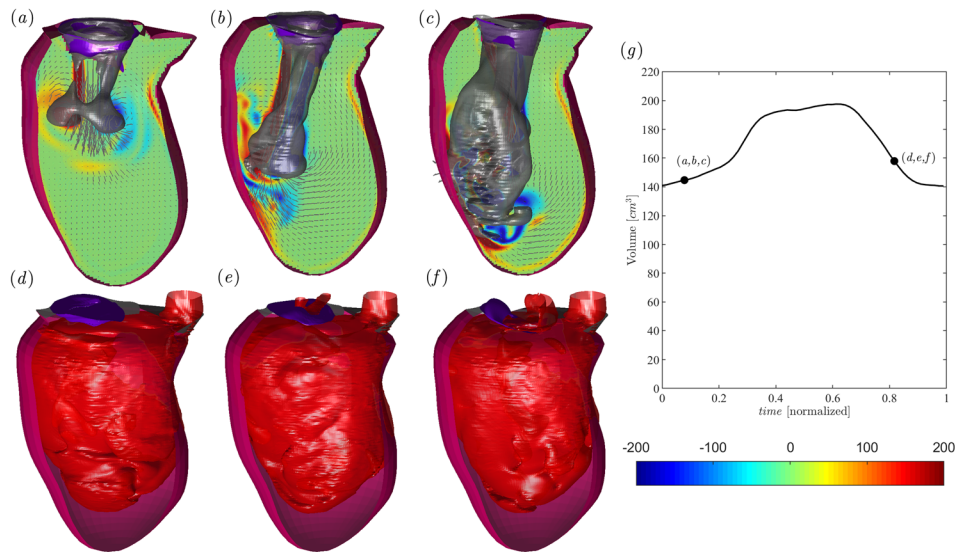 (a)
(b)
(c)
(g)
220
200
180
160
140
120
100
80
60
40
20
0
Volume [cm³]
(a,b,c)
(d,e,f)
0 0.2 0.4 0.6 0.8 1
time [normalized]
(d)
(e)
(f)
-200 -100 0 100 200